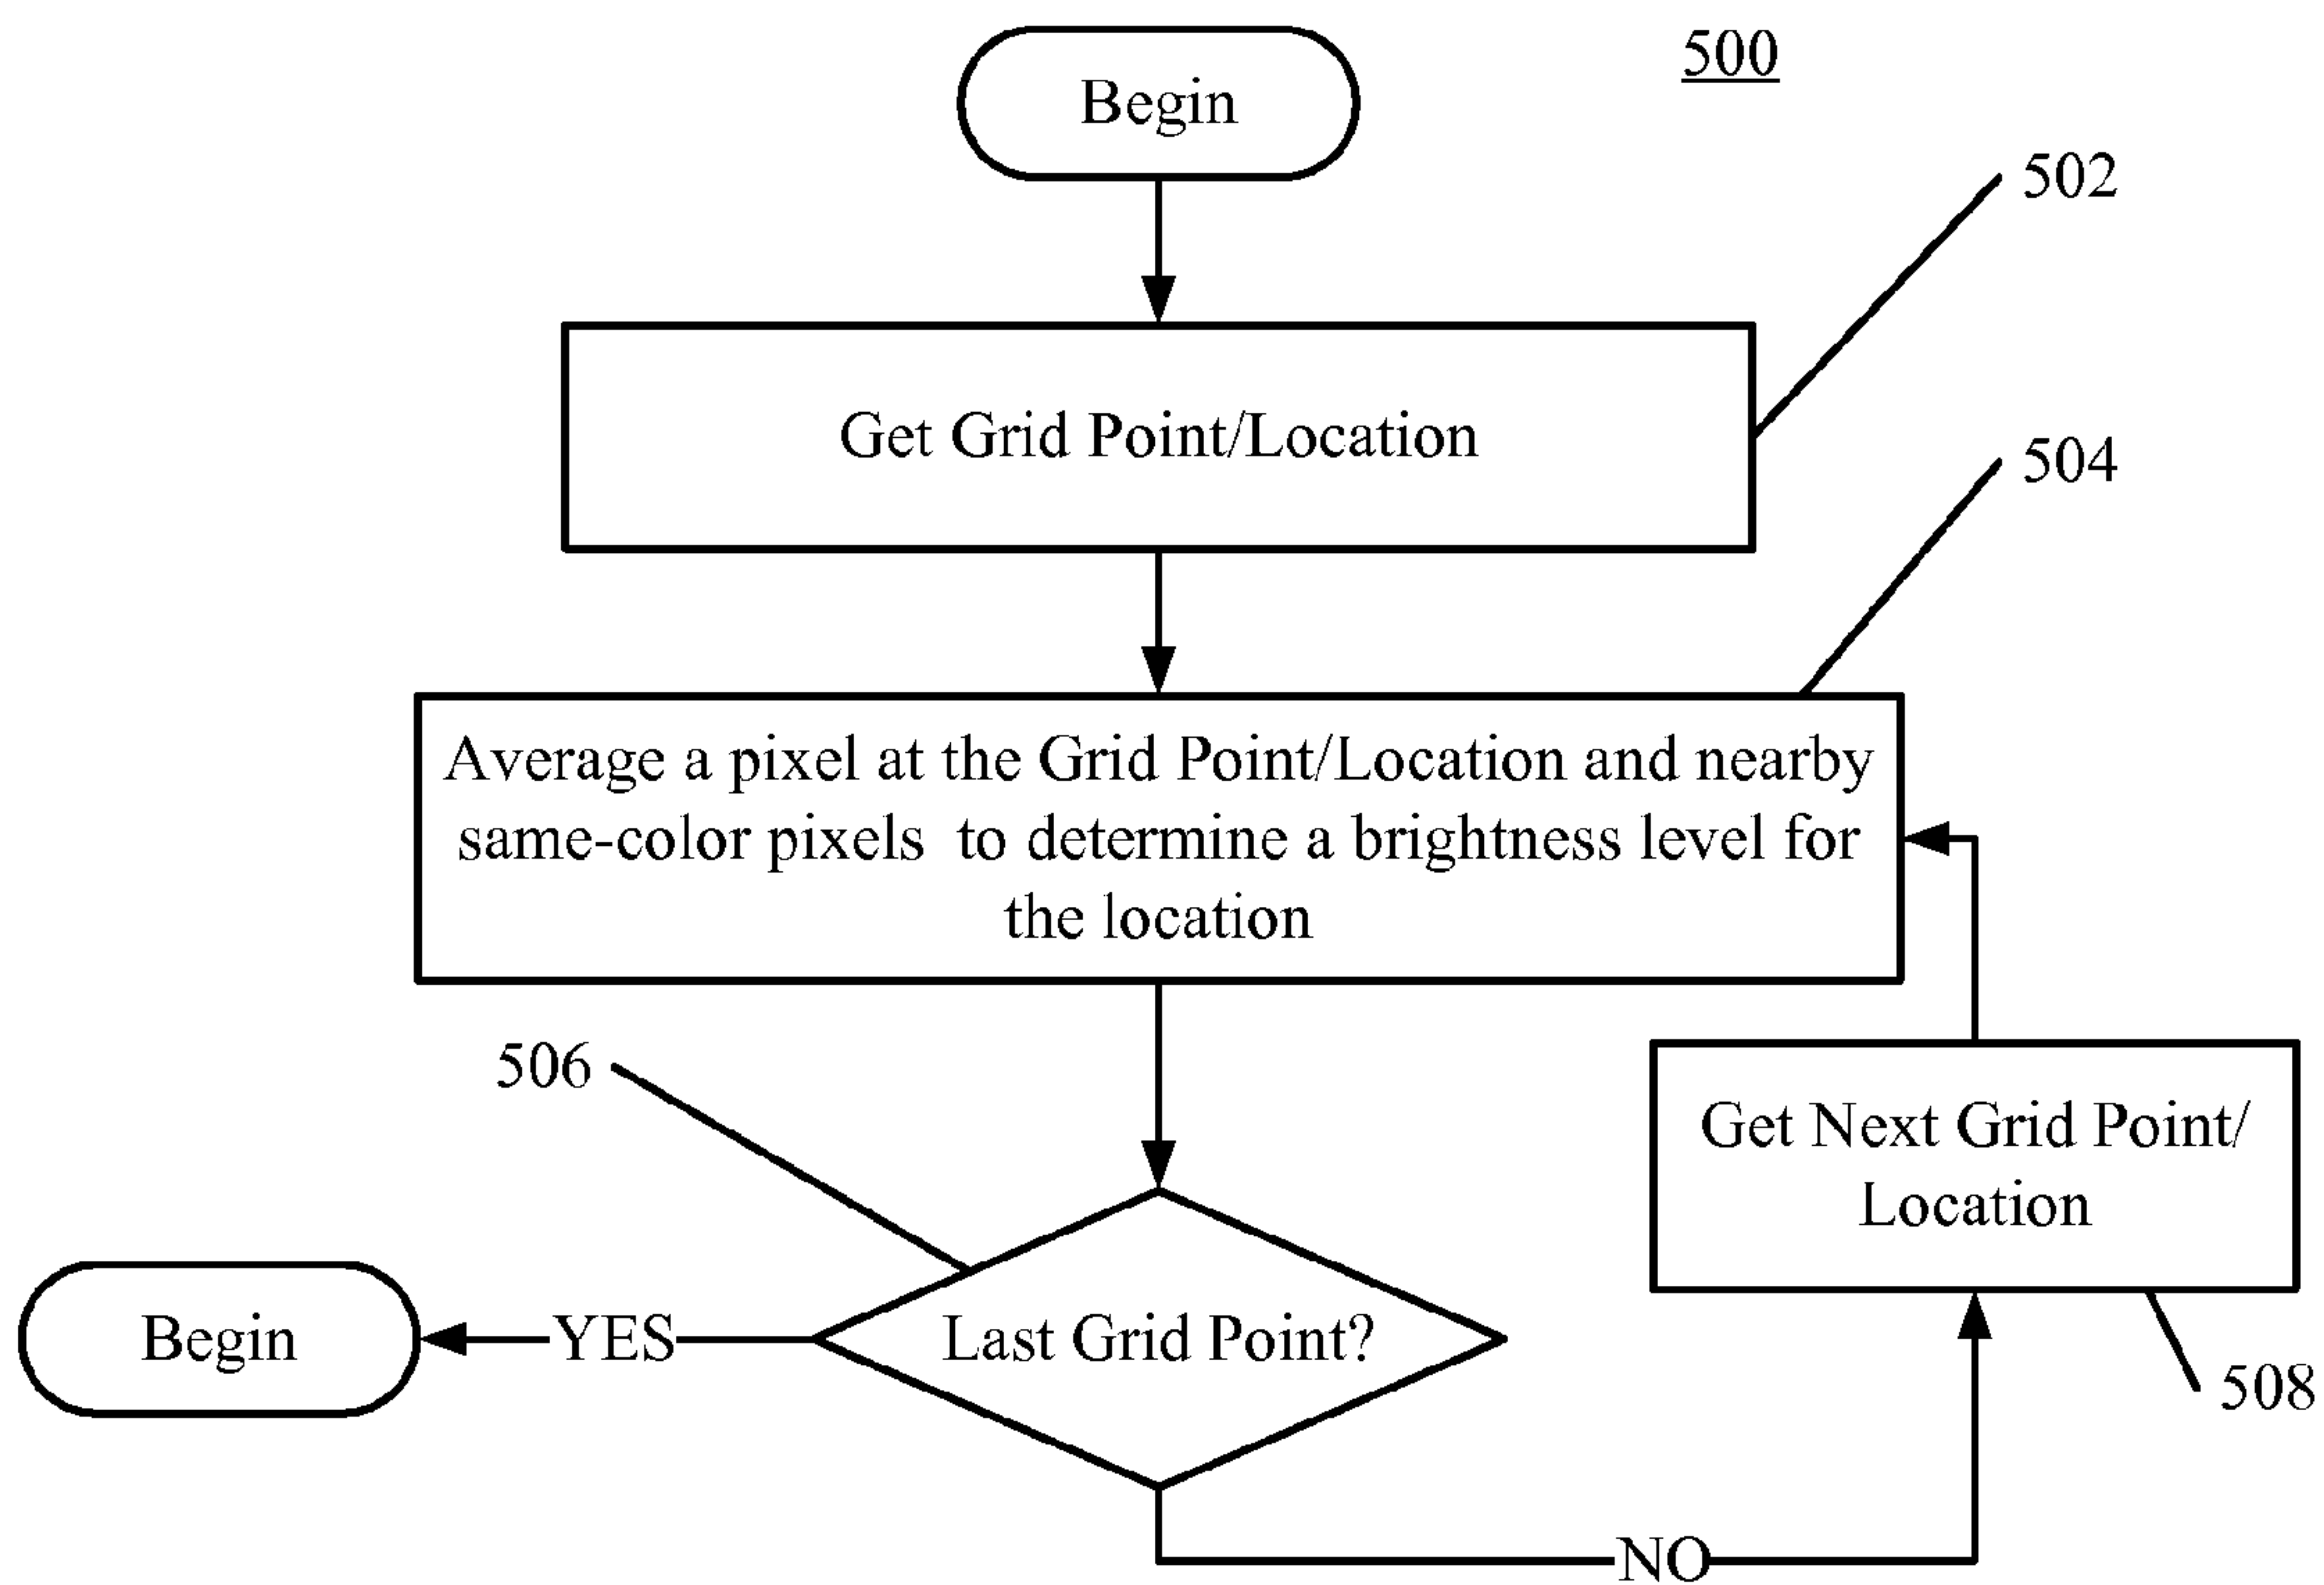 500
Begin
502
Get Grid Point/Location
504
Average a pixel at the Grid Point/Location and nearby
same-color pixels to determine a brightness level for
the location
506
Get Next Grid Point/
Location
Begin
YES
Last Grid Point?
508
NO